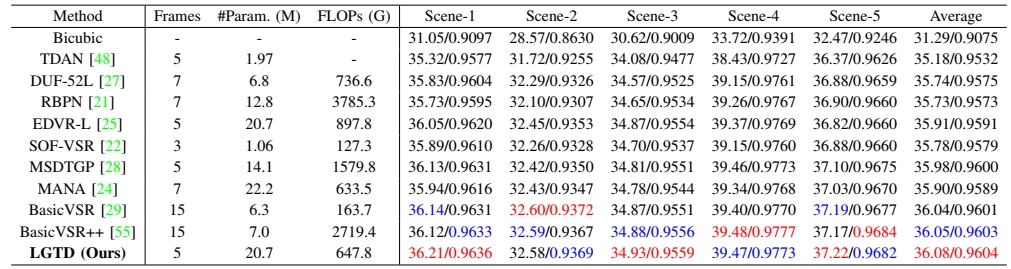 Method Frames #Param. (M) FLOPs (G) Scene-1 Scene-2 Scene-3 Scene-4 Scene-5 Average
Bicubic - - - 31.05/0.9097 28.57/0.8630 30.62/0.9009 33.72/0.9391 32.47/0.9246 31.29/0.9075
TDAN [48] 5 1.97 - 35.32/0.9577 31.72/0.9255 34.08/0.9477 38.43/0.9727 36.37/0.9626 35.18/0.9532
DUF-52L [27] 7 6.8 736.6 35.83/0.9604 32.29/0.9326 34.57/0.9525 39.15/0.9761 36.88/0.9659 35.74/0.9575
RBPN [21] 7 12.8 3785.3 35.73/0.9595 32.10/0.9307 34.65/0.9534 39.26/0.9767 36.90/0.9660 35.73/0.9573
EDVR-L [25] 5 20.7 897.8 36.05/0.9620 32.45/0.9353 34.87/0.9554 39.37/0.9769 36.82/0.9660 35.91/0.9591
SOF-VSR [22] 3 1.06 127.3 35.89/0.9610 32.26/0.9328 34.70/0.9537 39.15/0.9760 36.88/0.9660 35.78/0.9579
MSDTGP [28] 5 14.1 1579.8 36.13/0.9631 32.42/0.9350 34.81/0.9551 39.46/0.9773 37.10/0.9675 35.98/0.9600
MANA [24] 7 22.2 633.5 35.94/0.9616 32.43/0.9347 34.78/0.9544 39.34/0.9768 37.03/0.9670 35.90/0.9589
BasicVSR [29] 15 6.3 163.7 36.14/0.9631 32.60/0.9372 34.87/0.9551 39.40/0.9770 37.19/0.9677 36.04/0.9601
BasicVSR++ [55] 15 7.0 2719.4 36.12/0.9633 32.59/0.9367 34.88/0.9556 39.48/0.9777 37.17/0.9684 36.05/0.9603
LGTD (Ours) 5 20.7 647.8 36.21/0.9636 32.58/0.9369 34.93/0.9559 39.47/0.9773 37.22/0.9682 36.08/0.9604